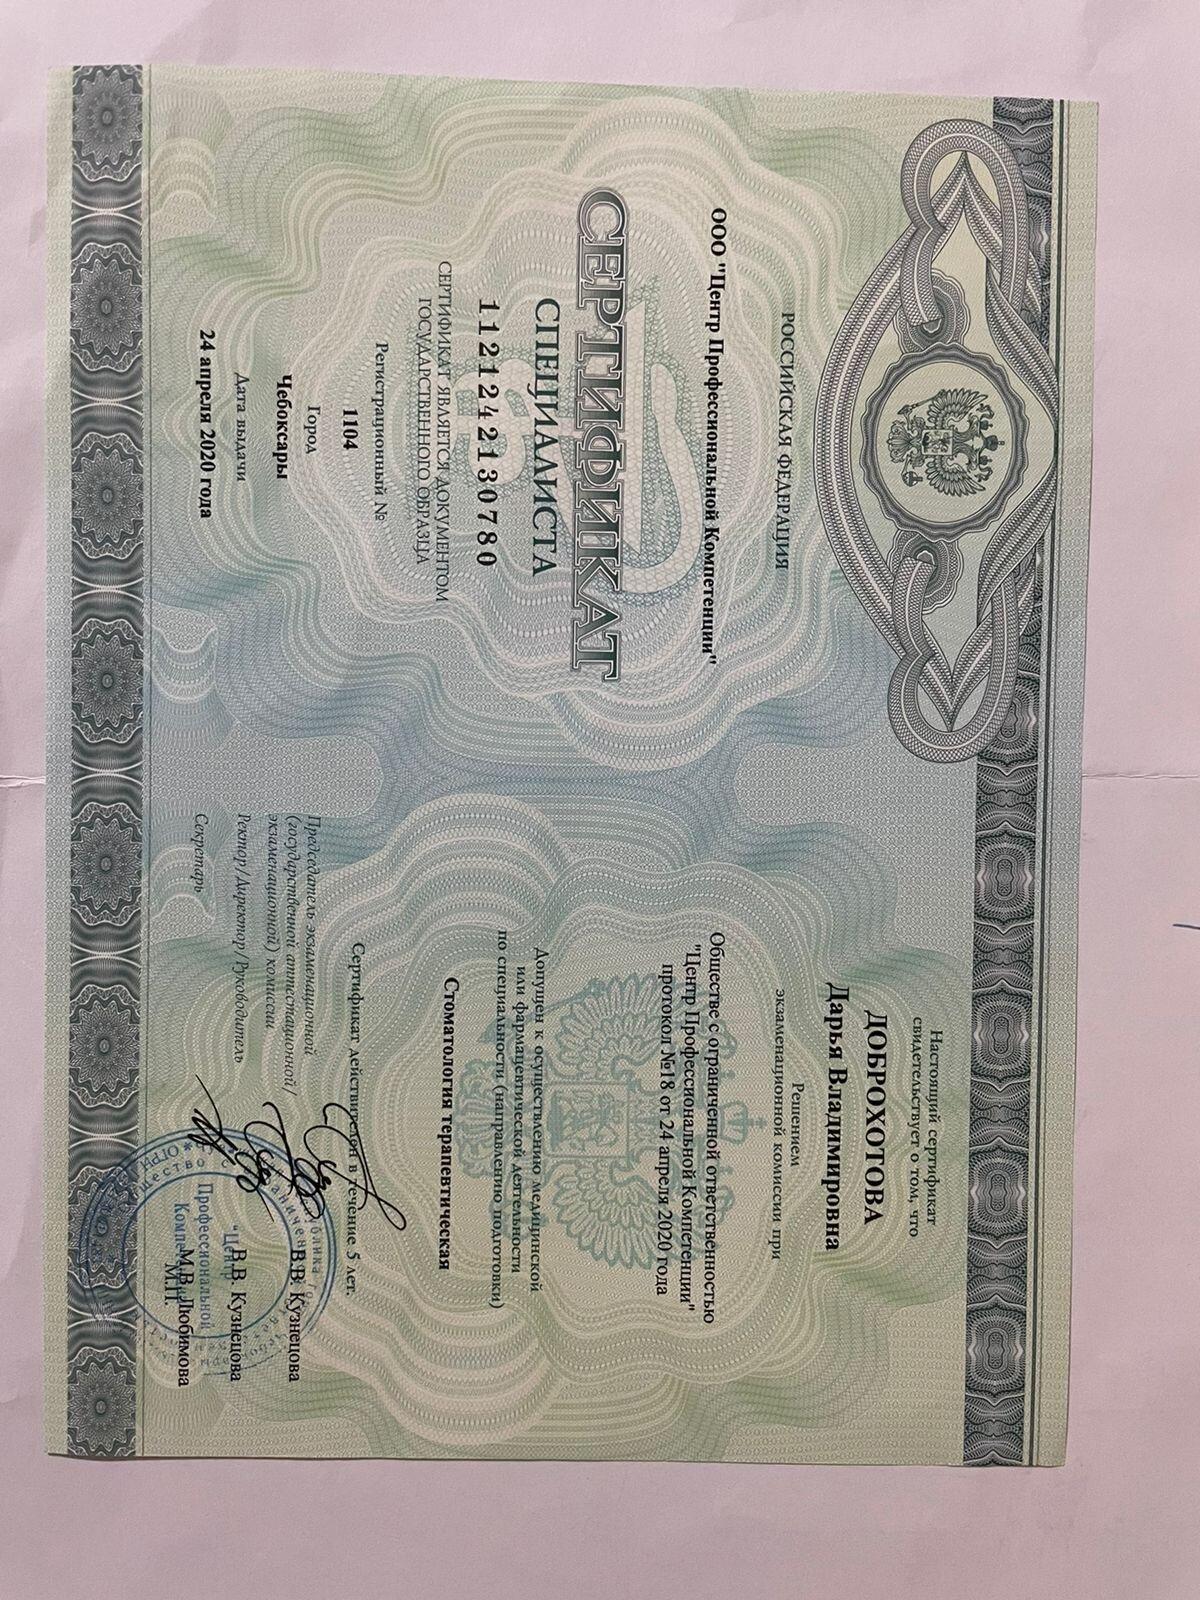 РОССИЙСКАЯ ФЕДЕРАЦИЯ
ООО "Центр Профессиональной Компетенции"
СЕРТИФИКАТ
СПЕЦИАЛИСТА
1121242130780
СЕРТИФИКАТ ЯВЛЯЕТСЯ ДОКУМЕНТОМ
ГОСУДАРСТВЕННОГО ОБРАЗЦА
Регистрационный №
1104
Город
Чебоксары
Дата выдачи
24 апреля 2020 года
Настоящий сертификат
свидетельствует о том, что
ДОБРОХОТОВА
Дарья Владимировна
Решением
экзаменационной комиссии при
Обществе с ограниченной ответственностью
"Центр Профессиональной Компетенции"
протокол №18 от 24 апреля 2020 года
Допущен к осуществлению медицинской
или фармацевтической деятельности
по специальности (направлению подготовки)
Стоматология терапевтическая
Сертификат действителен в течение 5 лет.
Председатель экзаменационной
(государственной аттестационной/
экзаменационной) комиссии
В.В. Кузнецова
Ректор/Директор/Руководитель
В.В. Кузнецова
Секретарь
М.В. Любимова
М.П.
"Центр
Профессиональной